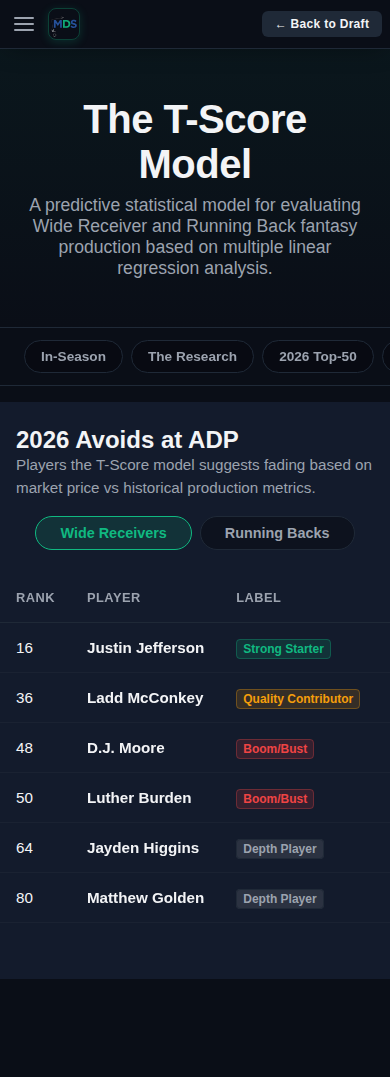 MDS
← Back to Draft
The T-Score
Model
A predictive statistical model for evaluating
Wide Receiver and Running Back fantasy
production based on multiple linear
regression analysis.
In-Season The Research 2026 Top-50
2026 Avoids at ADP
Players the T-Score model suggests fading based on
market price vs historical production metrics.
Wide Receivers Running Backs
RANK PLAYER LABEL
16 Justin Jefferson Strong Starter
36 Ladd McConkey Quality Contributor
48 D.J. Moore Boom/Bust
50 Luther Burden Boom/Bust
64 Jayden Higgins Depth Player
80 Matthew Golden Depth Player